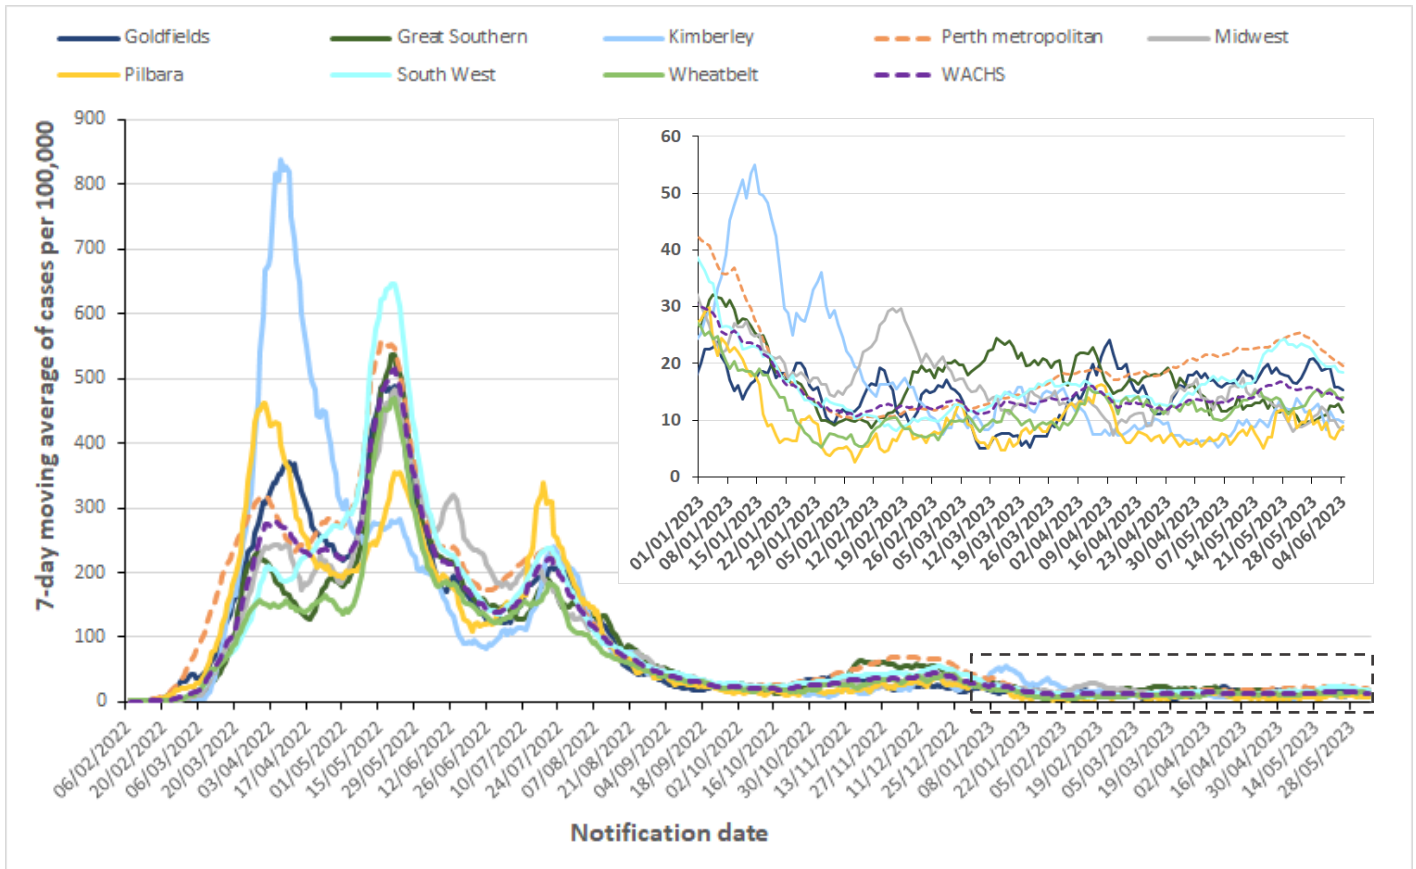 Goldfields Great Southern Kimberley Perth metropolitan Midwest
Pilbara South West Wheatbelt WACHS
7-day moving average of cases per 100,000
900
800
700
600
500
400
300
200
100
0
06/02/2022 20/02/2022 06/03/2022 20/03/2022 03/04/2022 17/04/2022 01/05/2022 15/05/2022 29/05/2022 12/06/2022 26/06/2022 10/07/2022 24/07/2022 07/08/2022 21/08/2022 04/09/2022 18/09/2022 02/10/2022 16/10/2022 30/10/2022 13/11/2022 27/11/2022 11/12/2022 25/12/2022 08/01/2023 22/01/2023 05/02/2023 19/02/2023 05/03/2023 19/03/2023 02/04/2023 16/04/2023 30/04/2023 14/05/2023 28/05/2023
Notification date
60
50
40
30
20
10
0
01/01/2023 08/01/2023 15/01/2023 22/01/2023 29/01/2023 05/02/2023 12/02/2023 19/02/2023 26/02/2023 05/03/2023 12/03/2023 19/03/2023 26/03/2023 02/04/2023 09/04/2023 16/04/2023 23/04/2023 30/04/2023 07/05/2023 14/05/2023 21/05/2023 28/05/2023 04/06/2023